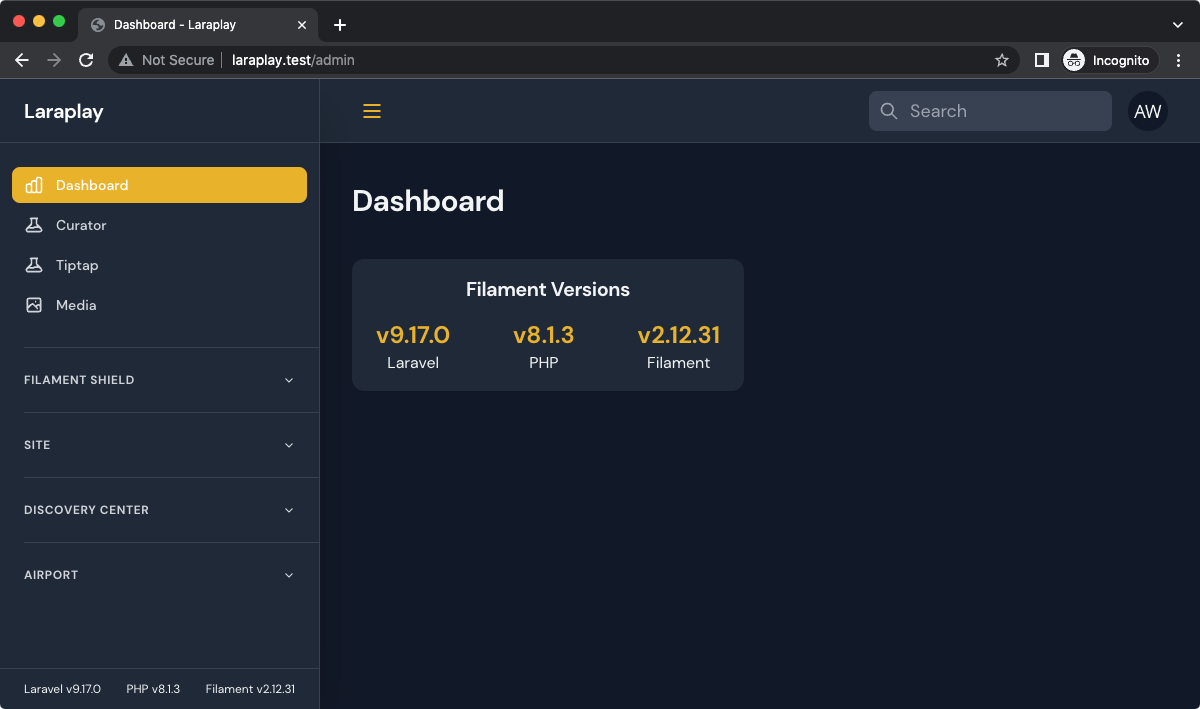 Dashboard - Laraplay
Not Secure laraplay.test/admin Incognito
Laraplay
Search AW
Dashboard
Curator
Tiptap
Media
FILAMENT SHIELD
SITE
DISCOVERY CENTER
AIRPORT
Laravel v9.17.0 PHP v8.1.3 Filament v2.12.31
Dashboard
Filament Versions
v9.17.0 v8.1.3 v2.12.31
Laravel PHP Filament